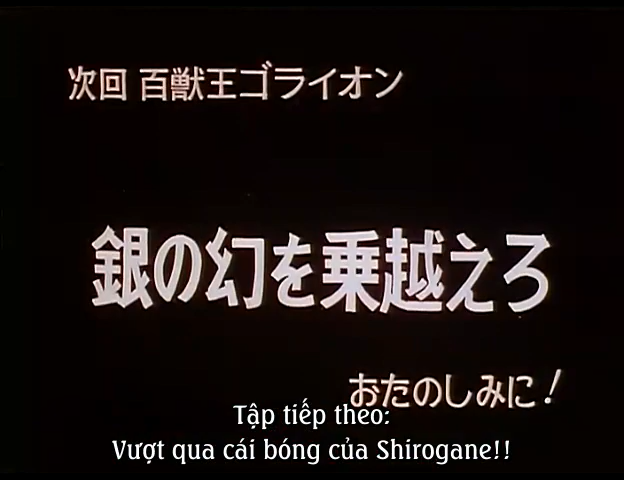 次回 百獣王ゴライオン
銀の幻を乗越えろ
おたのしみに!
Tập tiếp theo:
Vượt qua cái bóng của Shirogane!!